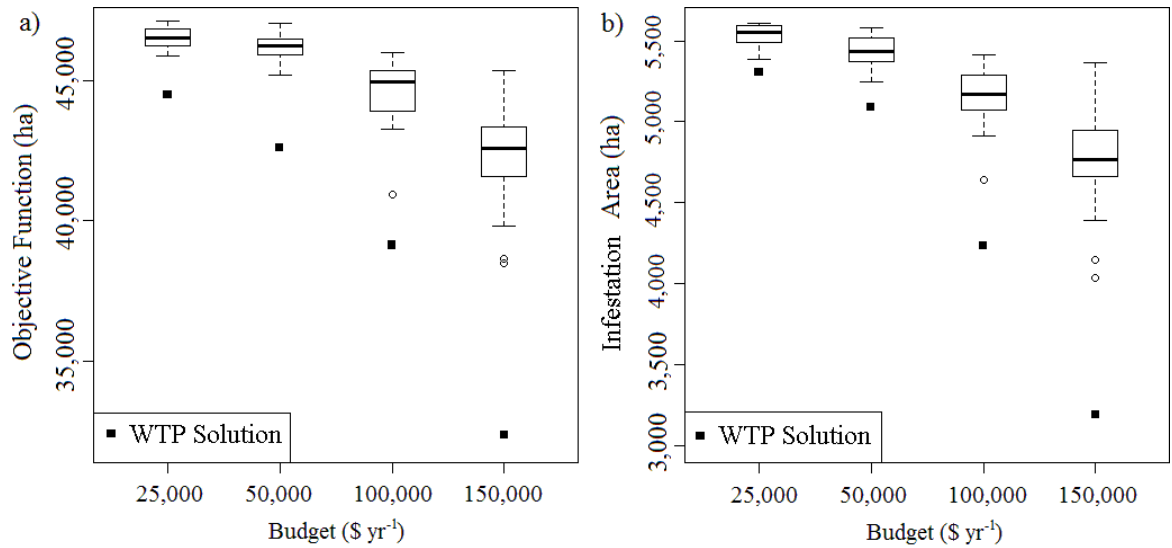 a)
Objective Function (ha)
45,000
40,000
35,000
WTP Solution
25,000 50,000 100,000 150,000
Budget ($ yr⁻¹)
b)
Infestation Area (ha)
5,500
5,000
4,500
4,000
3,500
3,000
WTP Solution
25,000 50,000 100,000 150,000
Budget ($ yr⁻¹)